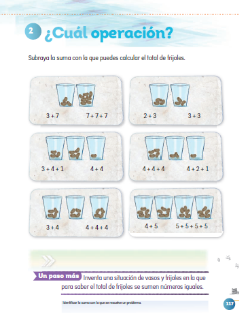 2 ¿Cuál operación?
Subraya la suma con la que puedes calcular el total de frijoles.
3 + 7 7 + 7 + 7
2 + 3 3 + 3
3 + 4 + 1 4 + 4
4 + 4 + 4 4 + 2 + 1
3 + 4 4 + 4 + 4
4 + 5 5 + 5 + 5 + 5
Un paso más Inventa una situación de vasos y frijoles en la que
para saber el total de frijoles se sumen números iguales.
Identificar la suma con la que se resuelve un problema.